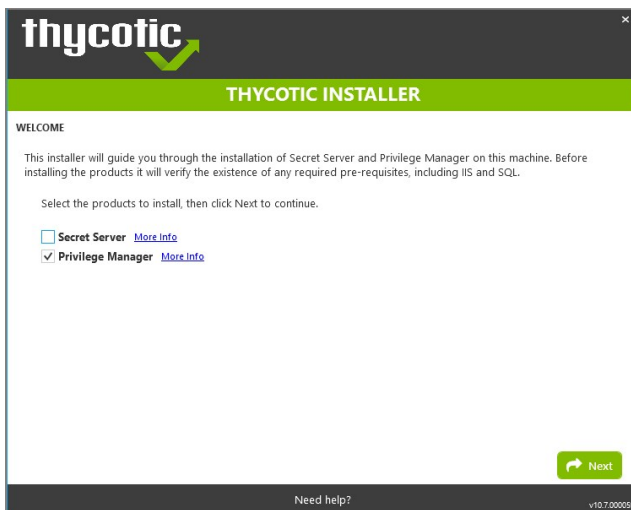 thycotic
×
THYCOTIC INSTALLER
WELCOME
This installer will guide you through the installation of Secret Server and Privilege Manager on this machine. Before
installing the products it will verify the existence of any required pre-requisites, including IIS and SQL.
Select the products to install, then click Next to continue.
Secret Server More Info
Privilege Manager More Info
Next
Need help?
v10.7.00005